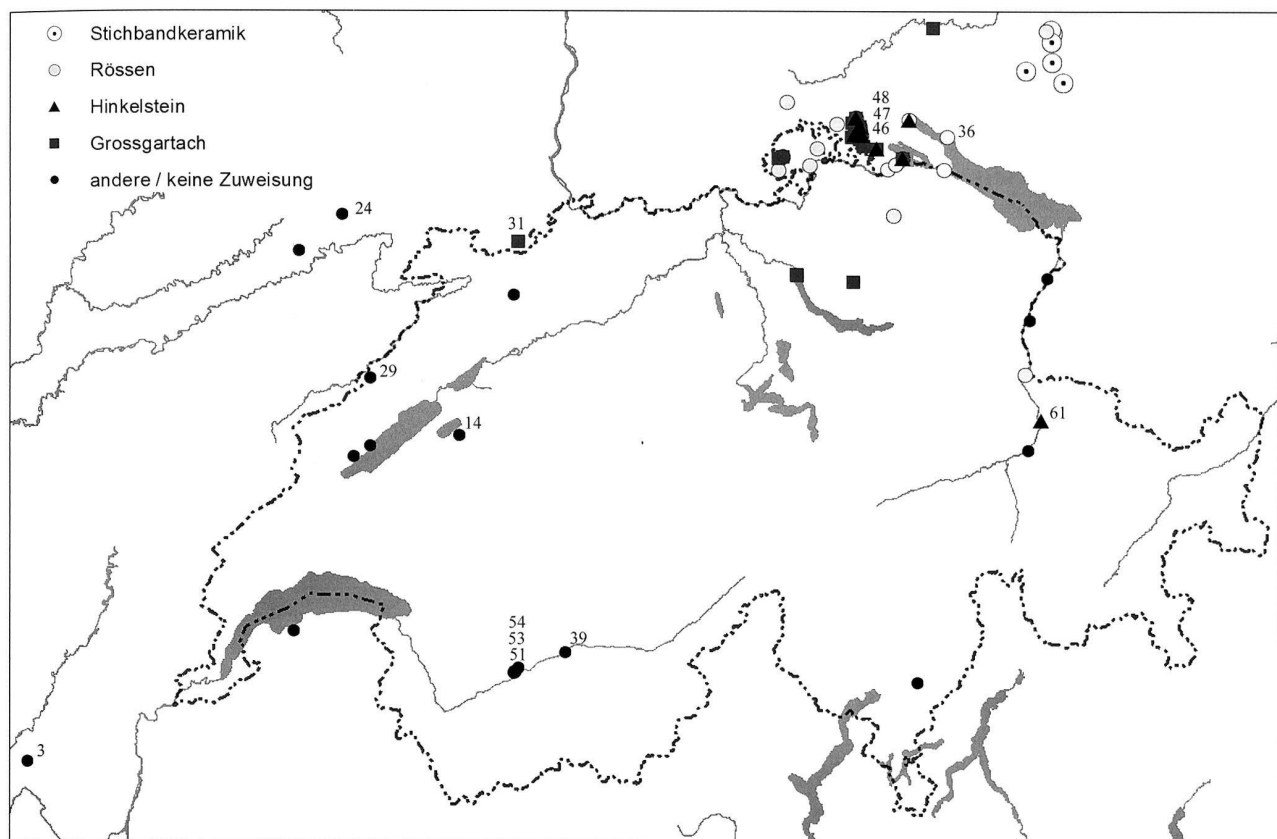 Stichbandkeramik
Rössen
Hinkelstein
Grossgartach
andere / keine Zuweisung
48
47
46
36
24
31
29
14
61
54
53
51
39
3